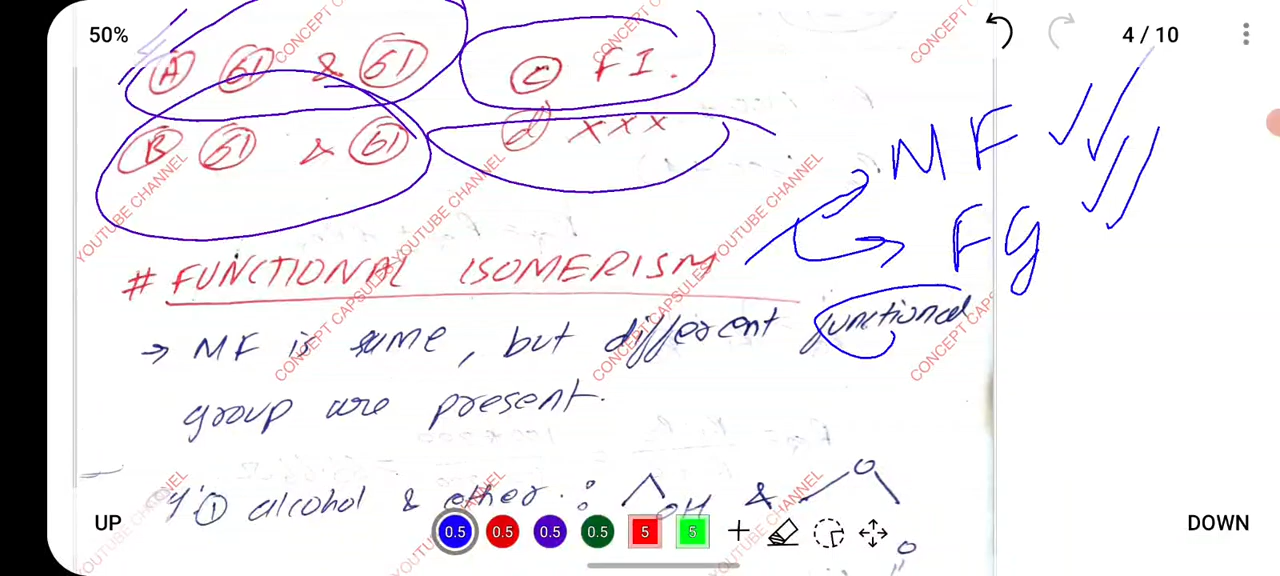 50%
4 / 10
A 61 & 61
C F I.
B 61 & 61
d x x x
MF
Fg
# FUNCTIONAL ISOMERISM
→ MF is same, but different functional
group are present.
① alcohol & ether : OH & O
O
UP
0.5 0.5 0.5 0.5 5 5 +
DOWN
CONCEPT CAPSULES YOUTUBE CHANNEL